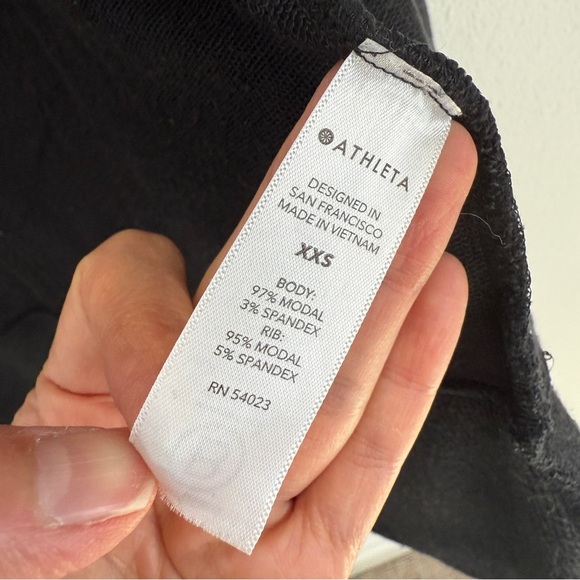 ATHLETA
DESIGNED IN
SAN FRANCISCO
MADE IN VIETNAM
XXS
BODY:
97% MODAL
3% SPANDEX
RIB:
95% MODAL
5% SPANDEX
RN 54023